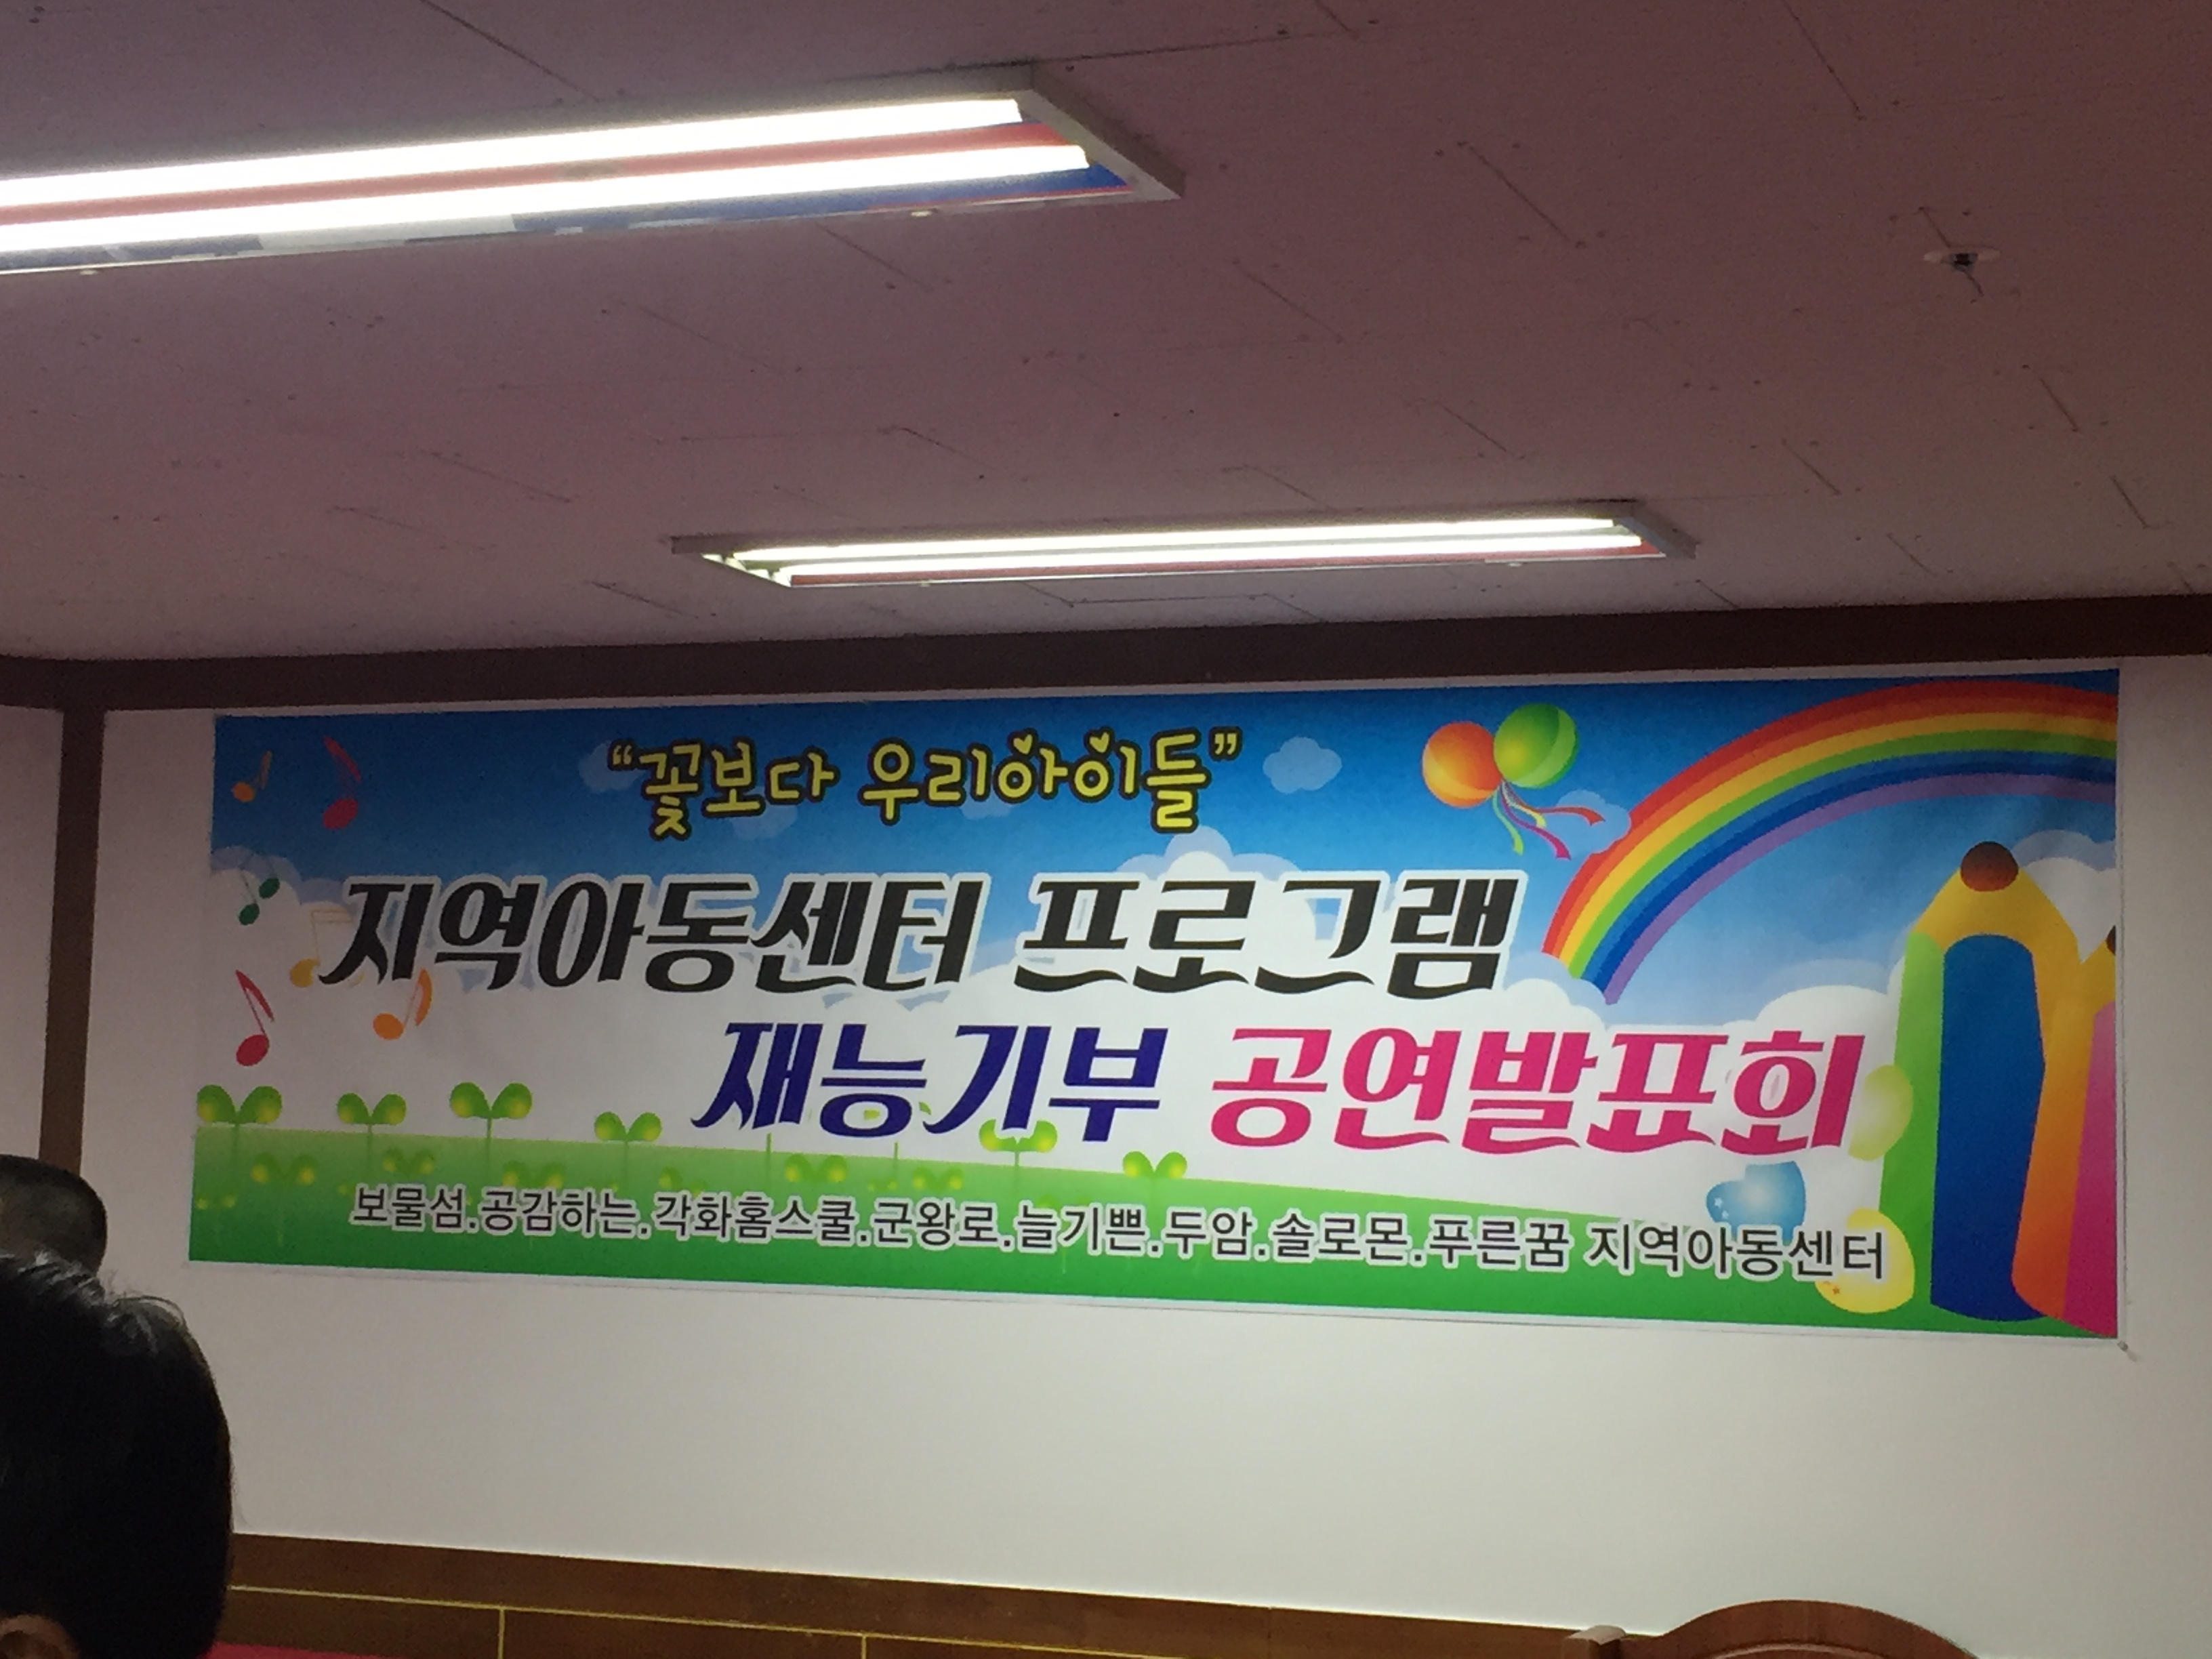 “꽃보다 우리아이들”
지역아동센터 프로그램
재능기부 공연발표회
보물섬.공감하는.각화홈스쿨.군왕로.늘기쁜.두암.솔로몬.푸른꿈 지역아동센터